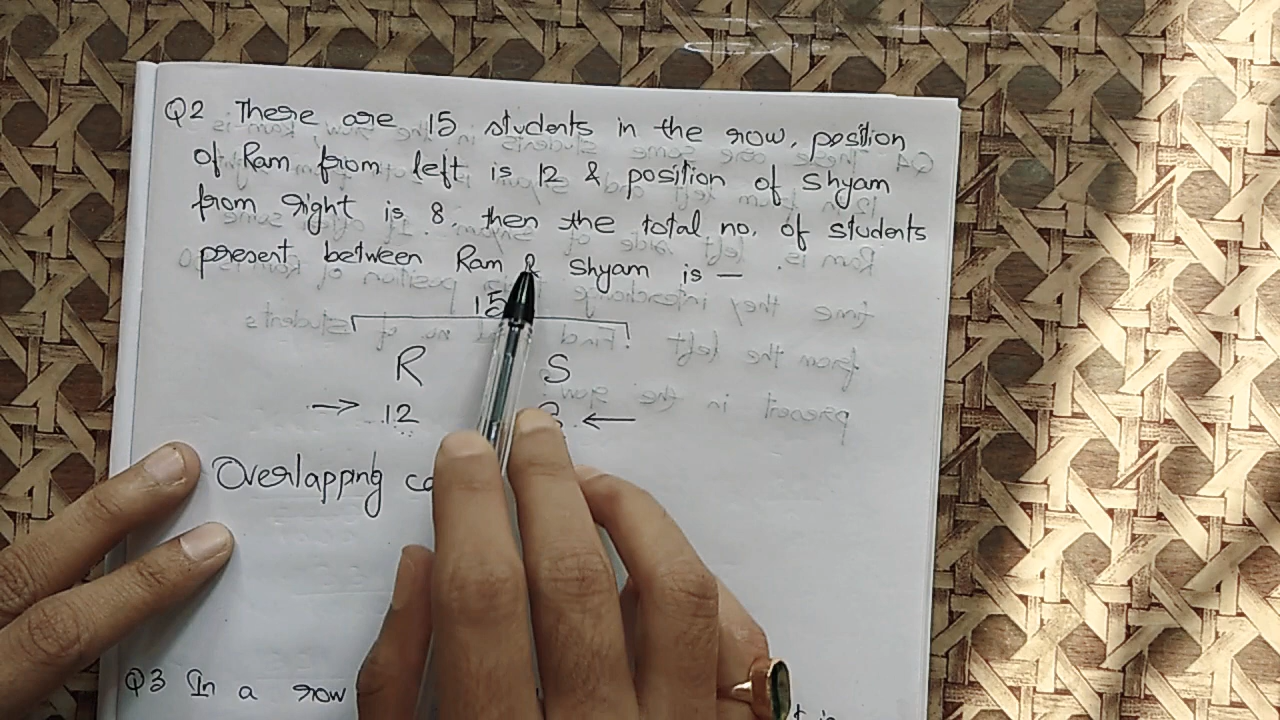 Q2 There are 15 students in the row, position
of Ram from left is 12 & position of Shyam
from right is 8. then the total no. of students
present between Ram & Shyam is —
15
R S
→ 12 ←
Overlapping
Q3 In a row